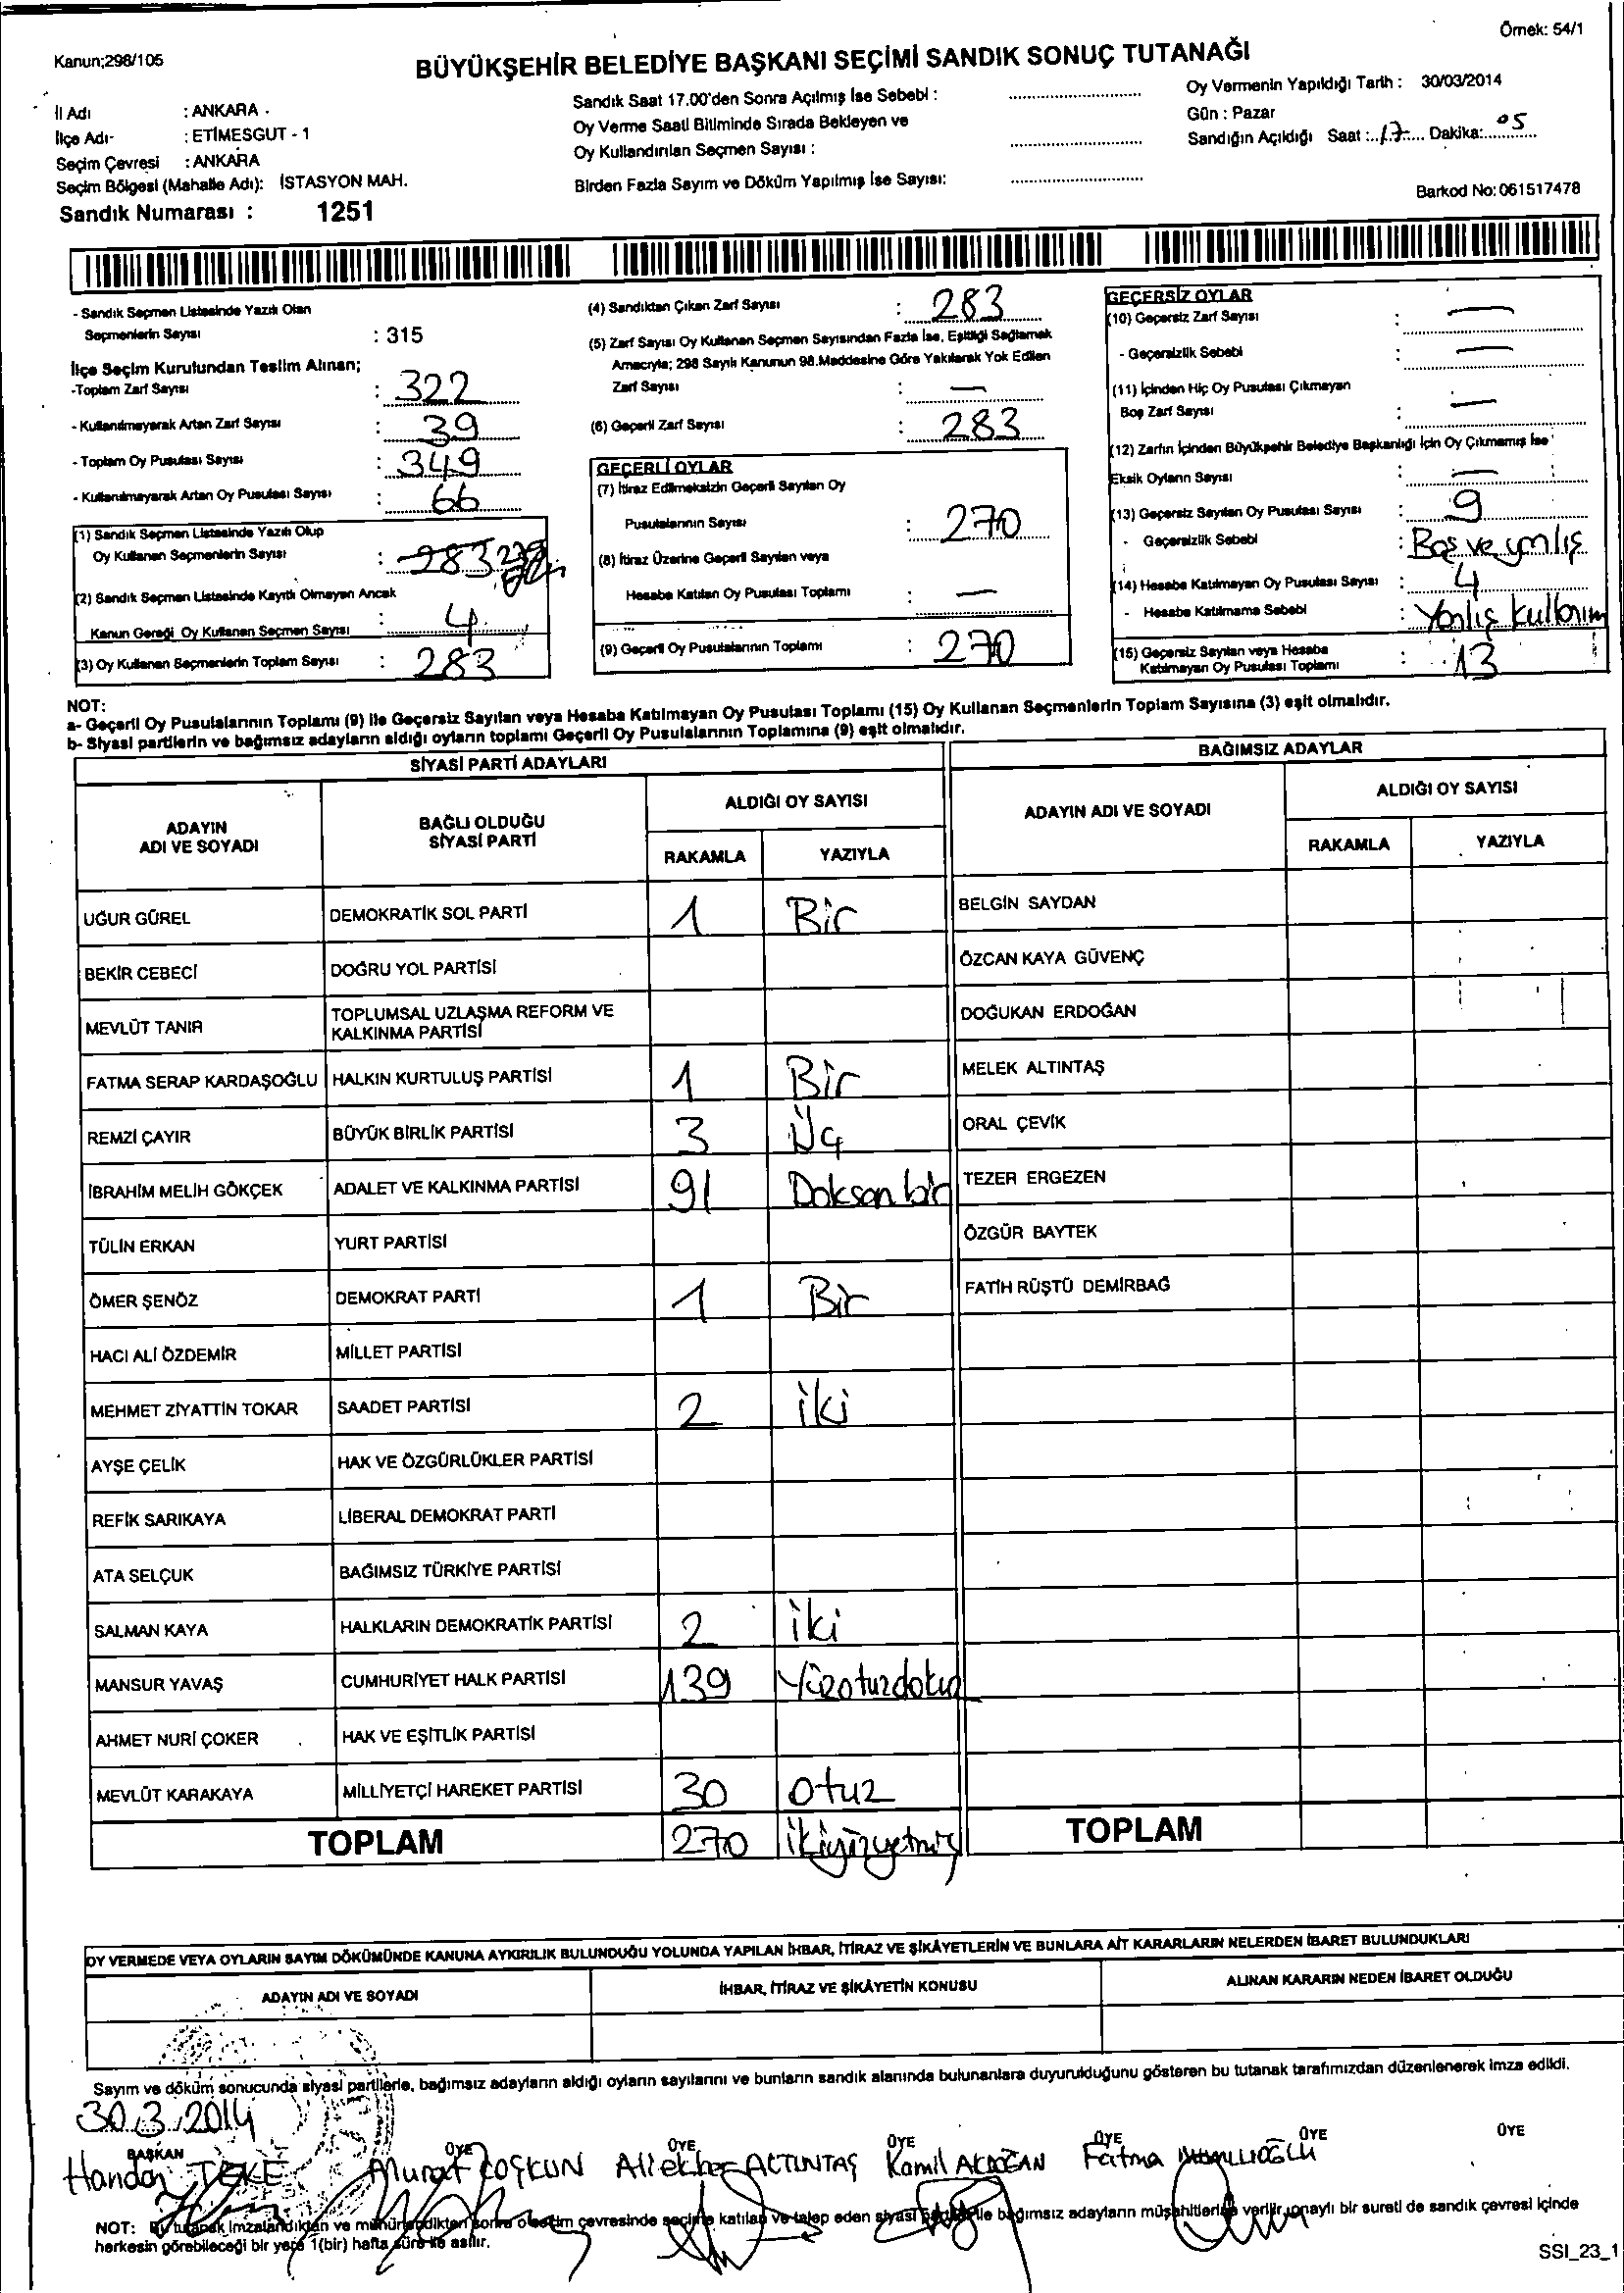 Örnek: 54/1
Kanun;298/105
BÜYÜKŞEHİR BELEDİYE BAŞKANI SEÇİMİ SANDIK SONUÇ TUTANAĞI
İl Adı : ANKARA
İlçe Adı : ETİMESGUT - 1
Seçim Çevresi : ANKARA
Seçim Bölgesi (Mahalle Adı): İSTASYON MAH.
Sandık Numarası : 1251
Sandık Saat 17.00'den Sonra Açılmış İse Sebebi :
Oy Verme Saati Bitiminde Sırada Bekleyen ve
Oy Kullandırılan Seçmen Sayısı :
Birden Fazla Sayım ve Döküm Yapılmış İse Sayısı:
Oy Vermenin Yapıldığı Tarih : 30/03/2014
Gün : Pazar
Sandığın Açıldığı Saat : 17 Dakika: 05
Barkod No: 061517478
- Sandık Seçmen Listesinde Yazılı Olan
Seçmenlerin Sayısı : 315
İlçe Seçim Kurulundan Teslim Alınan;
-Toplam Zarf Sayısı : 322
- Kullanılmayarak Artan Zarf Sayısı : 39
- Toplam Oy Pusulası Sayısı : 349
- Kullanılmayarak Artan Oy Pusulası Sayısı : 66
(1) Sandık Seçmen Listesinde Yazılı Olup
Oy Kullanan Seçmenlerin Sayısı : 283 279
(2) Sandık Seçmen Listesinde Kayıtlı Olmayan Ancak
Kanun Gereği Oy Kullanan Seçmen Sayısı : 4
(3) Oy Kullanan Seçmenlerin Toplam Sayısı : 283
(4) Sandıktan Çıkan Zarf Sayısı : 283
(5) Zarf Sayısı Oy Kullanan Seçmen Sayısından Fazla İse, Eşitliği Sağlamak
Amacıyla; 298 Sayılı Kanunun 98.Maddesine Göre Yakılarak Yok Edilen
Zarf Sayısı : —
(6) Geçerli Zarf Sayısı : 283
GEÇERLİ OYLAR
(7) İtiraz Edilmeksizin Geçerli Sayılan Oy
Pusulalarının Sayısı : 270
(8) İtiraz Üzerine Geçerli Sayılan veya
Hesaba Katılan Oy Pusulası Toplamı : —
(9) Geçerli Oy Pusulalarının Toplamı : 270
GEÇERSİZ OYLAR
(10) Geçersiz Zarf Sayısı : —
- Geçersizlik Sebebi : —
(11) İçinden Hiç Oy Pusulası Çıkmayan
Boş Zarf Sayısı : —
(12) Zarfın İçinden Büyükşehir Belediye Başkanlığı İçin Oy Çıkmamış İse
Eksik Oyların Sayısı : —
(13) Geçersiz Sayılan Oy Pusulası Sayısı : 9
- Geçersizlik Sebebi : Boş ve yanlış
(14) Hesaba Katılmayan Oy Pusulası Sayısı : 4
- Hesaba Katılmama Sebebi : Yanlış kullanım
(15) Geçersiz Sayılan veya Hesaba
Katılmayan Oy Pusulası Toplamı : 13
NOT:
a- Geçerli Oy Pusulalarının Toplamı (9) ile Geçersiz Sayılan veya Hesaba Katılmayan Oy Pusulası Toplamı (15) Oy Kullanan Seçmenlerin Toplam Sayısına (3) eşit olmalıdır.
b- Siyasi partilerin ve bağımsız adayların aldığı oyların toplamı Geçerli Oy Pusulalarının Toplamına (9) eşit olmalıdır.
SİYASİ PARTİ ADAYLARI
BAĞIMSIZ ADAYLAR
ADAYIN ADI VE SOYADI
BAĞLI OLDUĞU SİYASİ PARTİ
ALDIĞI OY SAYISI
RAKAMLA YAZIYLA
ADAYIN ADI VE SOYADI
ALDIĞI OY SAYISI
RAKAMLA YAZIYLA
UĞUR GÜREL DEMOKRATİK SOL PARTİ 1 Bir BELGİN SAYDAN
BEKİR CEBECİ DOĞRU YOL PARTİSİ ÖZCAN KAYA GÜVENÇ
MEVLÜT TANIR TOPLUMSAL UZLAŞMA REFORM VE KALKINMA PARTİSİ DOĞUKAN ERDOĞAN
FATMA SERAP KARDAŞOĞLU HALKIN KURTULUŞ PARTİSİ 1 Bir MELEK ALTINTAŞ
REMZİ ÇAYIR BÜYÜK BİRLİK PARTİSİ 3 Üç ORAL ÇEVİK
İBRAHİM MELİH GÖKÇEK ADALET VE KALKINMA PARTİSİ 91 Doksan bir TEZER ERGEZEN
TÜLİN ERKAN YURT PARTİSİ ÖZGÜR BAYTEK
ÖMER ŞENÖZ DEMOKRAT PARTİ 1 Bir FATİH RÜŞTÜ DEMİRBAĞ
HACI ALİ ÖZDEMİR MİLLET PARTİSİ
MEHMET ZİYATTİN TOKAR SAADET PARTİSİ 2 iki
AYŞE ÇELİK HAK VE ÖZGÜRLÜKLER PARTİSİ
REFİK SARIKAYA LİBERAL DEMOKRAT PARTİ
ATA SELÇUK BAĞIMSIZ TÜRKİYE PARTİSİ
SALMAN KAYA HALKLARIN DEMOKRATİK PARTİSİ 2 iki
MANSUR YAVAŞ CUMHURİYET HALK PARTİSİ 139 Yüzotuzdokuz
AHMET NURİ ÇOKER HAK VE EŞİTLİK PARTİSİ
MEVLÜT KARAKAYA MİLLİYETÇİ HAREKET PARTİSİ 30 otuz
TOPLAM 270 ikiyüzyetmiş TOPLAM
OY VERMEDE VEYA OYLARIN SAYIM DÖKÜMÜNDE KANUNA AYKIRILIK BULUNDUĞU YOLUNDA YAPILAN İHBAR, İTİRAZ VE ŞİKÂYETLERİN VE BUNLARA AİT KARARLARIN NELERDEN İBARET BULUNDUKLARI
ADAYIN ADI VE SOYADI İHBAR, İTİRAZ VE ŞİKÂYETİN KONUSU ALINAN KARARIN NEDEN İBARET OLDUĞU
Sayım ve döküm sonucunda siyasi partilerle, bağımsız adayların aldığı oyların sayılarını ve bunların sandık alanında bulunanlara duyurulduğunu gösteren bu tutanak tarafımızdan düzenlenerek imza edildi.
30.3.2014
BAŞKAN ÜYE ÜYE ÜYE ÜYE ÜYE ÜYE
Handan TEKE Murat COŞKUN Aliekber ALTUNTAŞ Kamil AKDOĞAN Fatma
NOT: Bu tutanak imzalandıktan ve mühürlendikten sonra o seçim çevresinde seçime katılan ve talep eden siyasi partiler ile bağımsız adayların müşahitlerine verilir, onaylı bir sureti de sandık çevresi içinde
herkesin görebileceği bir yere 1(bir) hafta süre ile asılır.
SSI_23_1